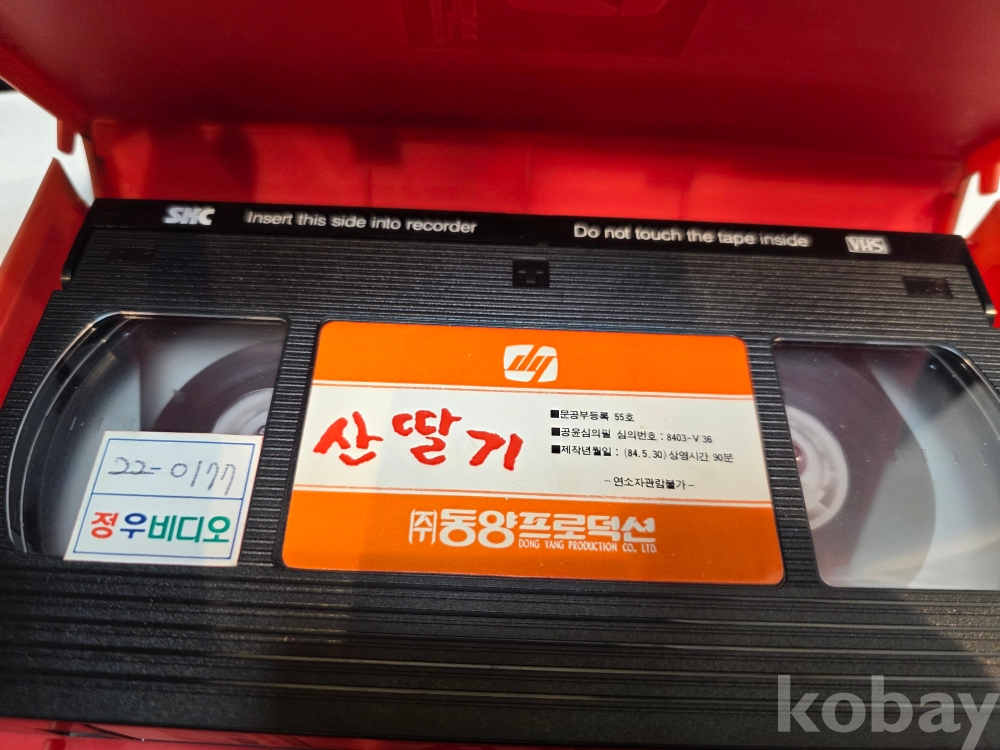 SKC Insert this side into recorder Do not touch the tape inside VHS
dy
산딸기
■문공부등록 55호
■공윤심의필 심의번호 : 8403-V 36
■제작년월일 : (84.5.30) 상영시간 90분
- 연소자관람불가 -
(주)동양프로덕션
DONG YANG PRODUCTION CO., LTD.
22-0177
정우비디오
kobay